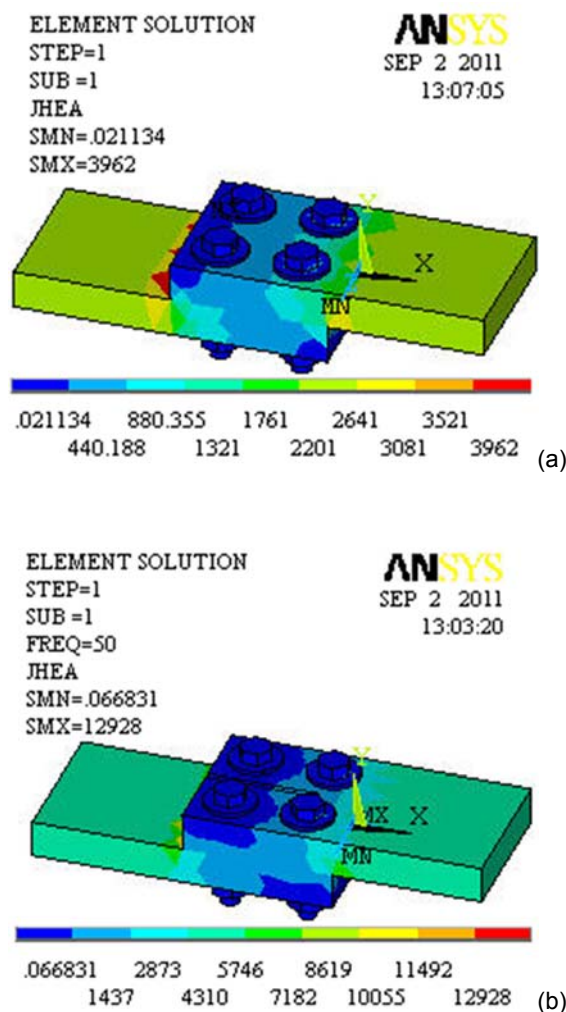 ELEMENT SOLUTION
STEP=1
SUB =1
JHEA
SMN=.021134
SMX=3962
ANSYS
SEP 2 2011
13:07:05
Y
X
MN
.021134 880.355 1761 2641 3521
440.188 1321 2201 3081 3962
(a)
ELEMENT SOLUTION
STEP=1
SUB =1
FREQ=50
JHEA
SMN=.066831
SMX=12928
ANSYS
SEP 2 2011
13:03:20
Y
MX X
MN
.066831 2873 5746 8619 11492
1437 4310 7182 10055 12928
(b)